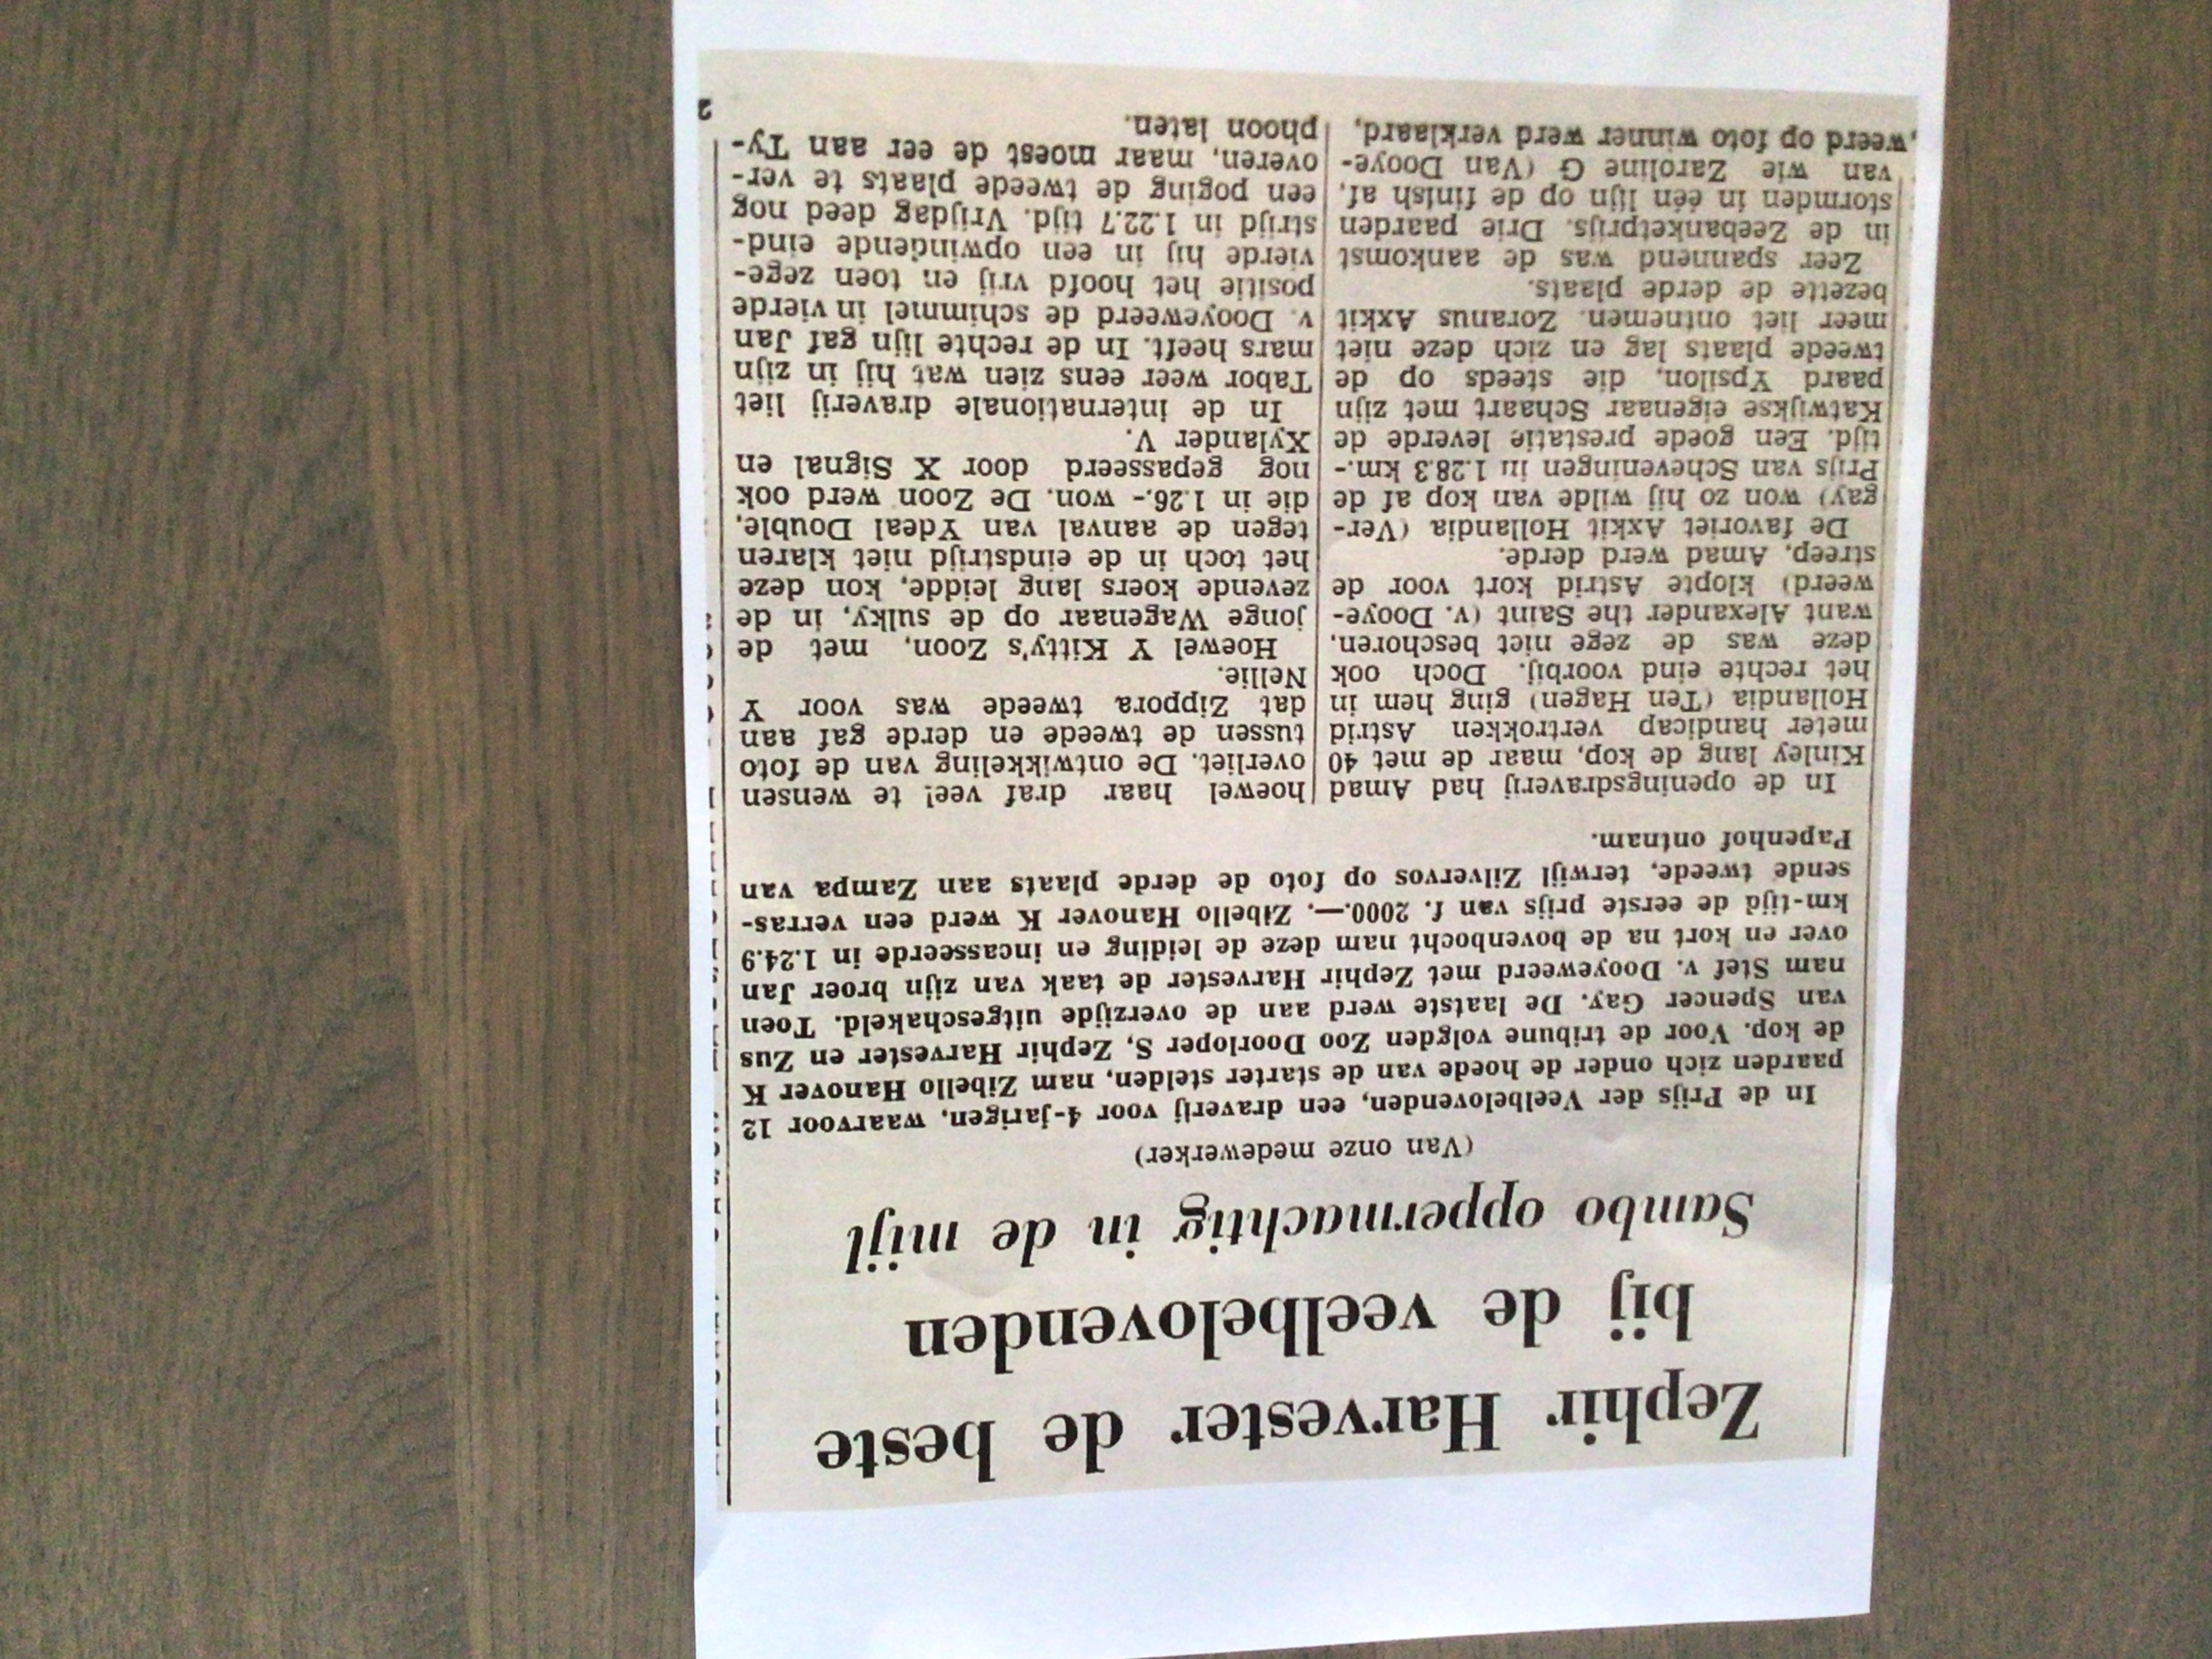 Zephir Harvester de beste
bij de veelbelovenden
Sambo oppermachtig in de mijl
(Van onze medewerker)
In de Prijs der Veelbelovenden, een draverij voor 4-jarigen, waarvoor 12
paarden zich onder de hoede van de starter stelden, nam Zibello Hanover K
de kop. Voor de tribune volgden Zoo Doorloper S, Zephir Harvester en Zus
van Spencer Gay. De laatste werd aan de overzijde uitgeschakeld. Toen
nam Stef v. Dooyeweerd met Zephir Harvester de taak van zijn broer Jan
over en kort na de bovenbocht nam deze de leiding en incasseerde in 1.24.9
km-tijd de eerste prijs van f. 2000.—. Zibello Hanover K werd een verras-
sende tweede, terwijl Zilvervos op foto de derde plaats aan Zampa van
Papenhof ontnam.
In de openingsdraverij had Amad
Kinley lang de kop, maar de met 40
meter handicap vertrokken Astrid
Hollandia (Ten Hagen) ging hem in
het rechte eind voorbij. Doch ook
deze was de zege niet beschoren,
want Alexander the Saint (v. Dooye-
weerd) klopte Astrid kort voor de
streep, Amad werd derde.
De favoriet Axkit Hollandia (Ver-
gay) won zo hij wilde van kop af de
Prijs van Scheveningen in 1.28.3 km.-
tijd. Een goede prestatie leverde de
Katwijkse eigenaar Schaart met zijn
paard Ypsilon, die steeds op de
tweede plaats lag en zich deze niet
meer liet ontnemen. Zoranus Axkit
bezette de derde plaats.
Zeer spannend was de aankomst
in de Zeebanketprijs. Drie paarden
stormden in één lijn op de finish af,
van wie Zaroline G (Van Dooye-
weerd op foto winner werd verklaard,
hoewel haar draf veel te wensen
overliet. De ontwikkeling van de foto
tussen de tweede en derde gaf aan
dat Zippora tweede was voor Y
Nellie.
Hoewel Y Kitty's Zoon, met de
jonge Wagenaar op de sulky, in de
zevende koers lang leidde, kon deze
het toch in de eindstrijd niet klaren
tegen de aanval van Ydeal Double,
die in 1.26.- won. De Zoon werd ook
nog gepasseerd door X Signal en
Xylander V.
In de internationale draverij liet
Tabor weer eens zien wat hij in zijn
mars heeft. In de rechte lijn gaf Jan
v. Dooyeweerd de schimmel in vierde
positie het hoofd vrij en toen zege-
vierde hij in een opwindende eind-
strijd in 1.22.7 tijd. Vrijdag deed nog
een poging de tweede plaats te ver-
overen, maar moest de eer aan Ty-
phoon laten.